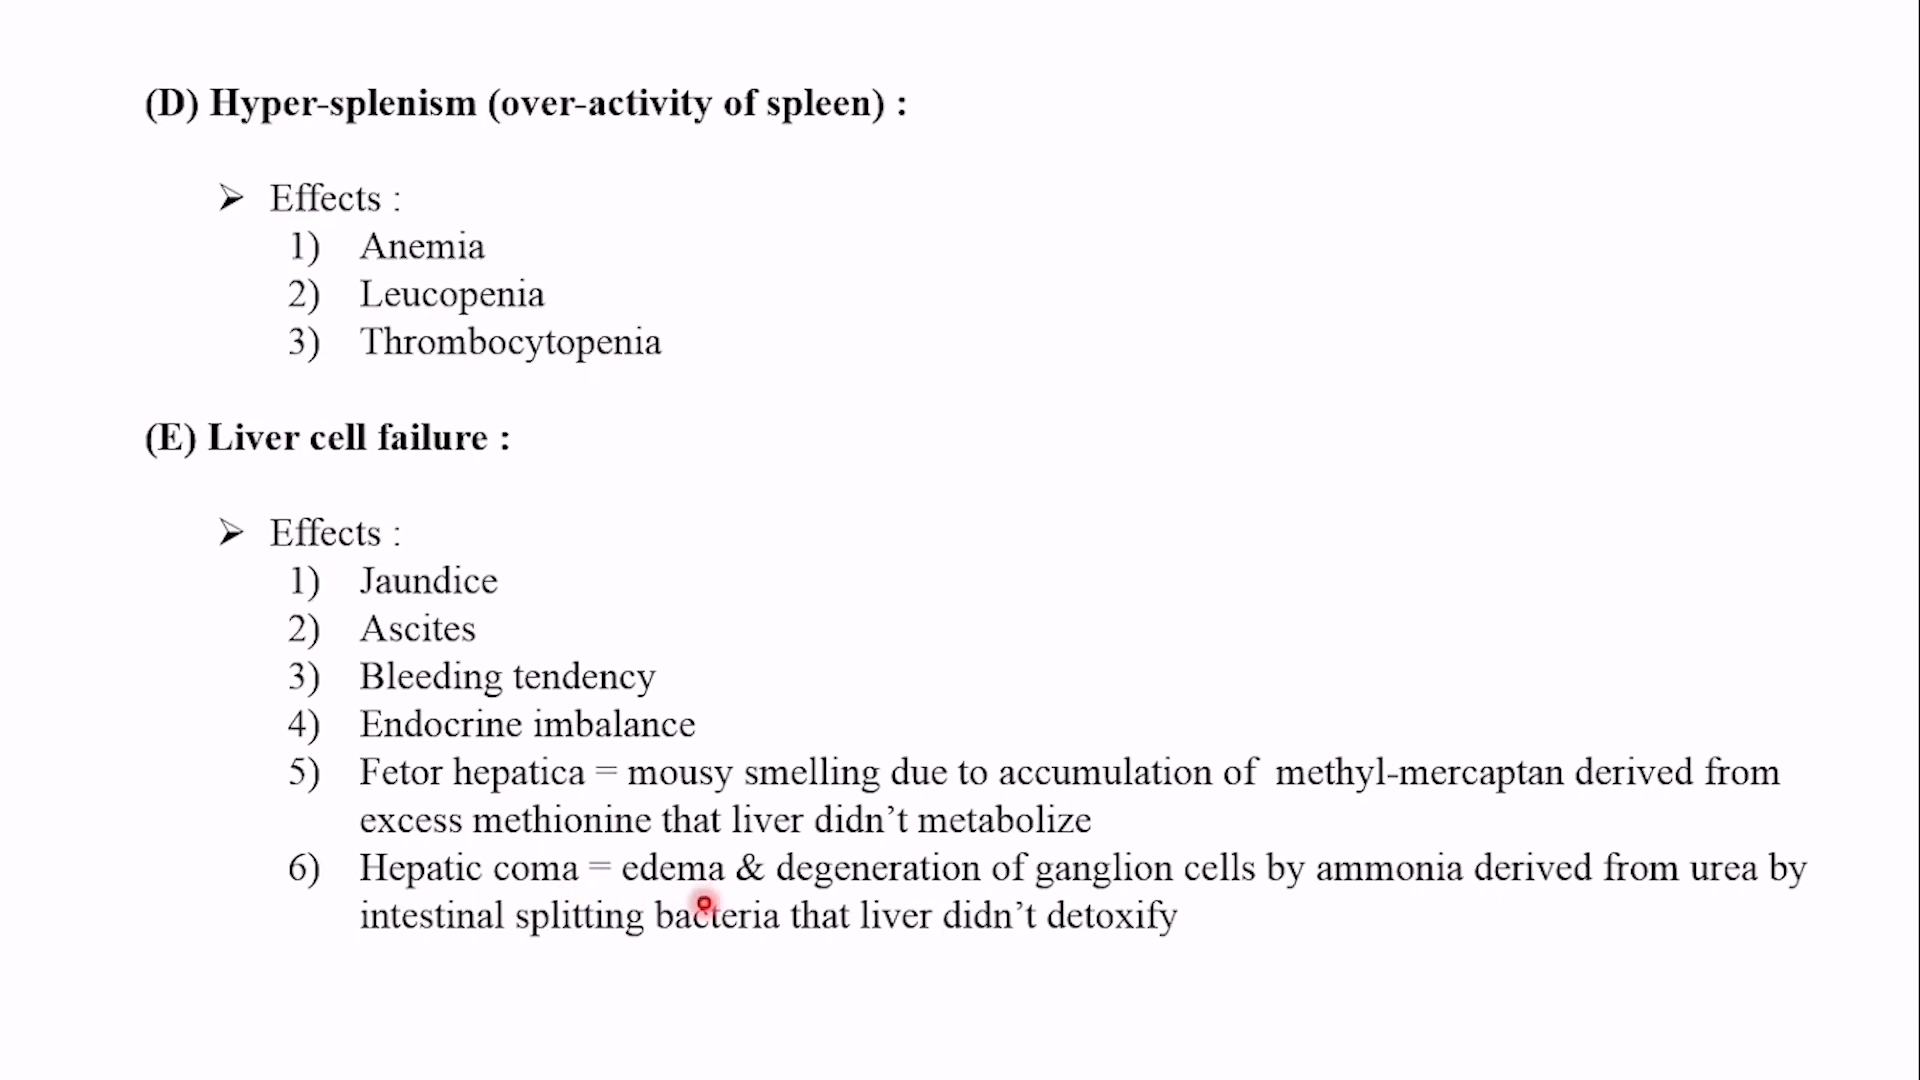 (D) Hyper-splenism (over-activity of spleen) :
➢ Effects :
1) Anemia
2) Leucopenia
3) Thrombocytopenia
(E) Liver cell failure :
➢ Effects :
1) Jaundice
2) Ascites
3) Bleeding tendency
4) Endocrine imbalance
5) Fetor hepatica = mousy smelling due to accumulation of methyl-mercaptan derived from
excess methionine that liver didn’t metabolize
6) Hepatic coma = edema & degeneration of ganglion cells by ammonia derived from urea by
intestinal splitting bacteria that liver didn’t detoxify